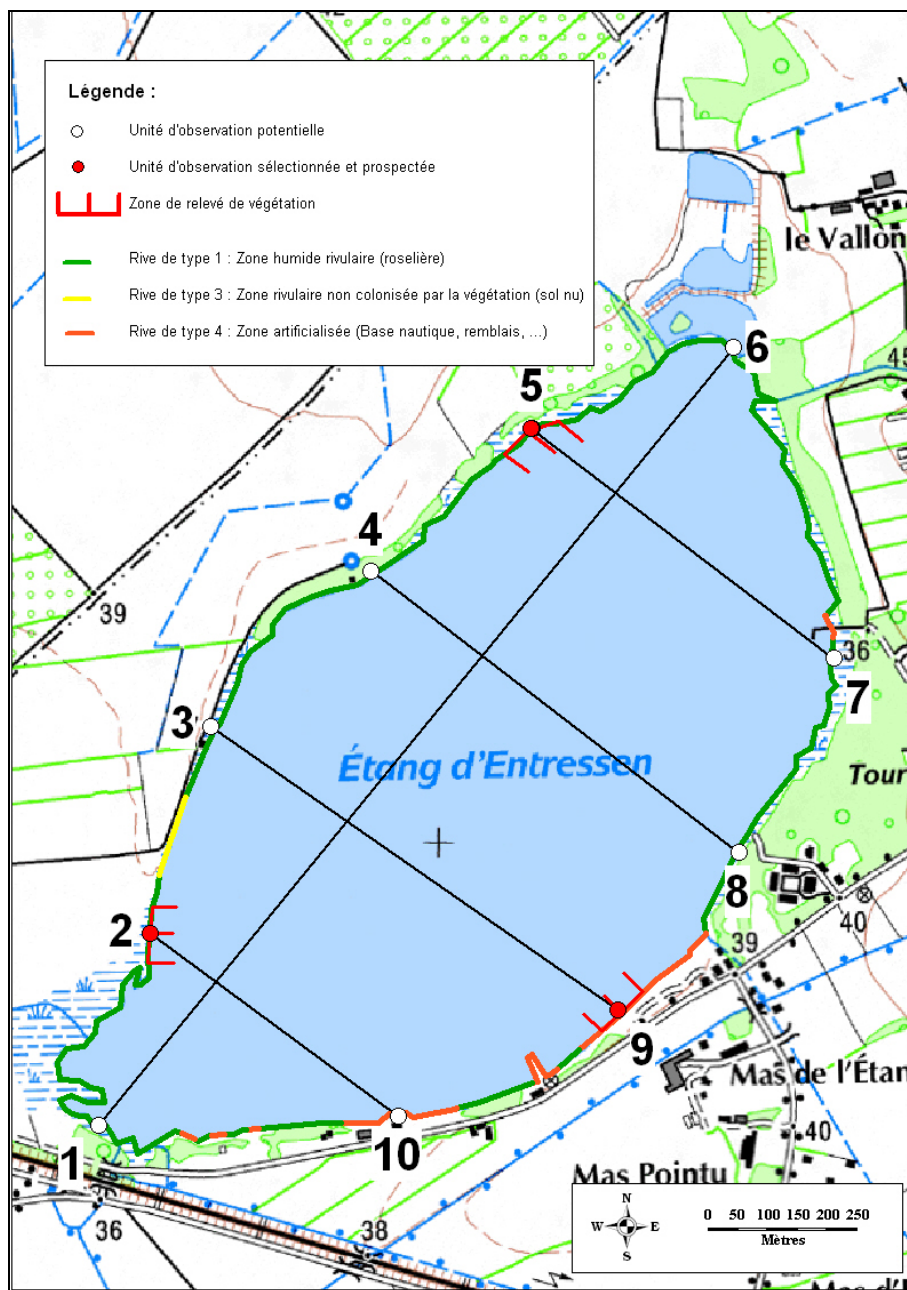 Légende :
Unité d'observation potentielle
Unité d'observation sélectionnée et prospectée
Zone de relevé de végétation
Rive de type 1 : Zone humide rivulaire (roselière)
Rive de type 3 : Zone rivulaire non colonisée par la végétation (sol nu)
Rive de type 4 : Zone artificialisée (Base nautique, remblais, ...)
le Vallon
6
45
5
4
39
36
7
3
Étang d'Entressen
Tour
8
2
40
39
9
Mas de l'Étan
1
10
40
Mas Pointu
36
38
N
W E
S
0 50 100 150 200 250
Mètres
Mas d'l